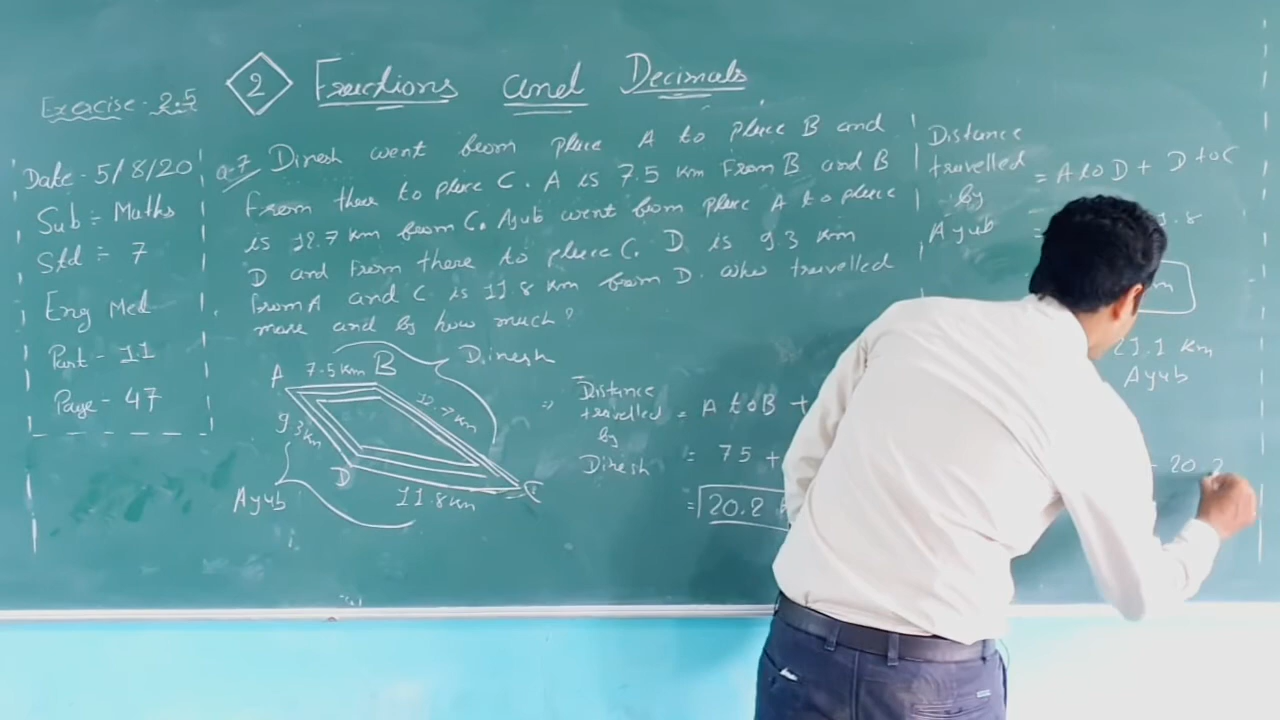 2 Fractions and Decimals
Exercise - 2.5
Date - 5/8/20
Sub = Maths
Std = 7
Eng Med
Part - 11
Page - 47
Q-7 Dinesh went from place A to place B and
from there to place C. A is 7.5 km From B and B
is 12.7 km from C. Ayub went from place A to place
D and From there to place C. D is 9.3 km
from A and C is 11.8 km from D. who travelled
more and by how much?
A 7.5 Km B Dinesh
12.7 km
9.3 km
D
C
Ayub
11.8 km
⇒ Distance
travelled = A to B +
by
Dinesh = 7.5 +
= 20.2
Distance
travelled = A to D + D to C
by
Ayub =
21.1 Km
Ayub
- 20.2